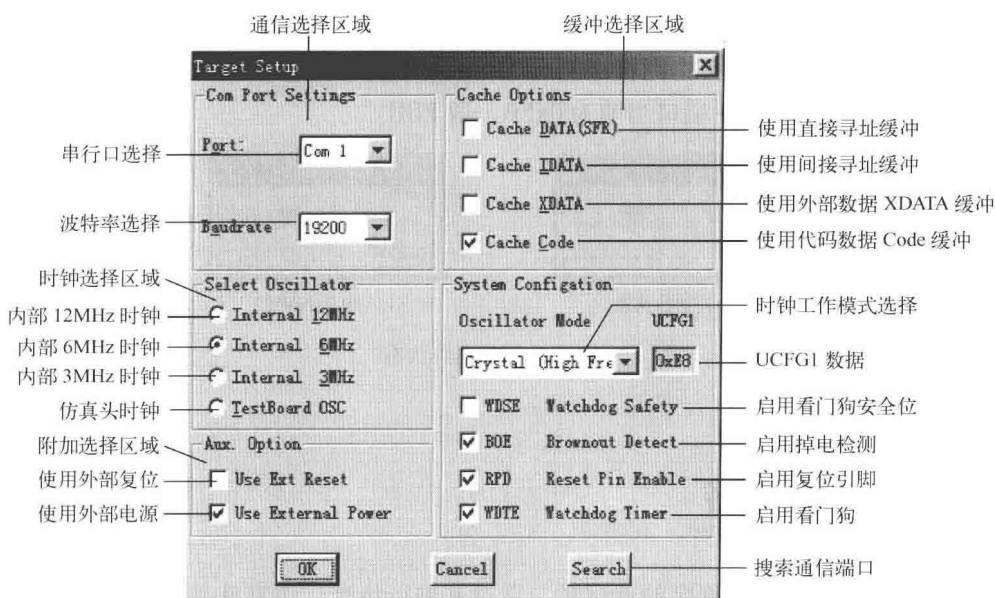 通信选择区域
缓冲选择区域
Target Setup
Com Port Settings
Cache Options
Port:
Com 1
串行口选择
Cache DATA(SFR)
使用直接寻址缓冲
Cache IDATA
使用间接寻址缓冲
Cache XDATA
使用外部数据 XDATA 缓冲
波特率选择
Baudrate
19200
Cache Code
使用代码数据 Code 缓冲
时钟选择区域
Select Oscillator
System Configation
时钟工作模式选择
内部 12MHz 时钟
Internal 12MHz
Oscillator Mode
UCFG1
内部 6MHz 时钟
Internal 6MHz
Crystal (High Fre
0xE8
UCFG1 数据
内部 3MHz 时钟
Internal 3MHz
仿真头时钟
TestBoard OSC
WDSE Watchdog Safety
启用看门狗安全位
附加选择区域
Aux. Option
BOE Brownout Detect
启用掉电检测
使用外部复位
Use Ext Reset
RPD Reset Pin Enable
启用复位引脚
使用外部电源
Use External Power
WDTE Watchdog Timer
启用看门狗
OK
Cancel
Search
搜索通信端口